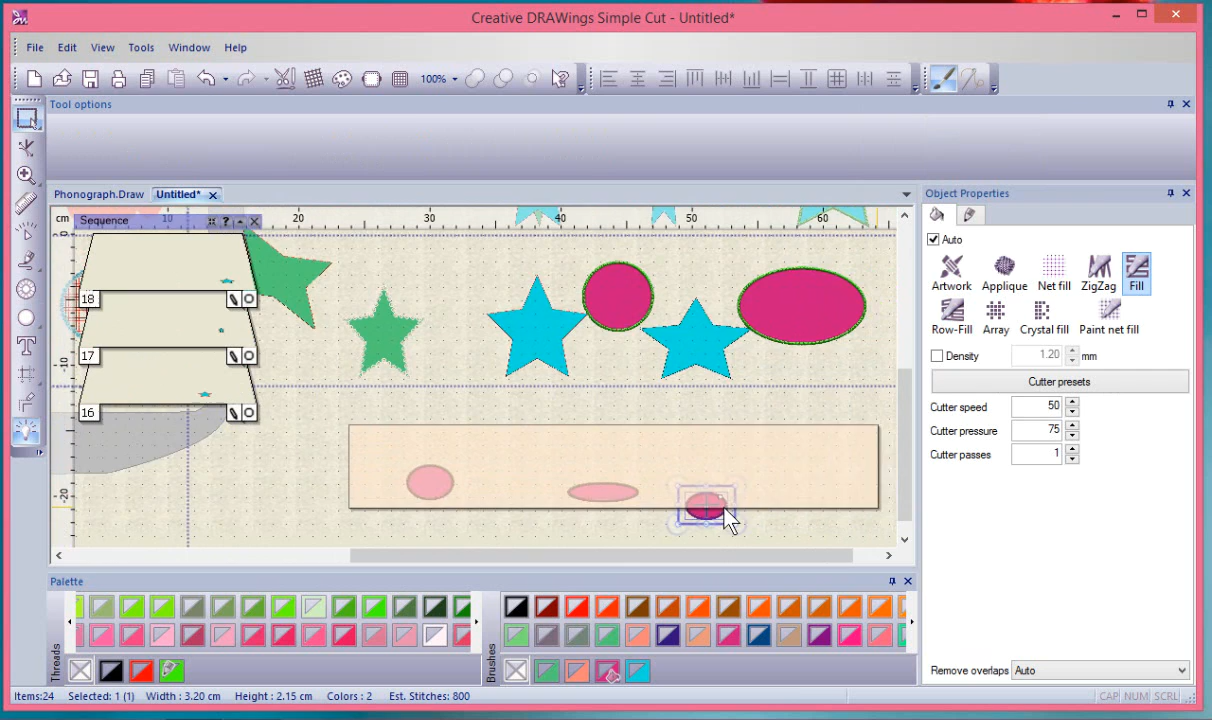 Creative DRAWings Simple Cut - Untitled*
File Edit View Tools Window Help
100%
Tool options
Phonograph.Draw Untitled*
Object Properties
cm 10 20 30 40 50 60
Sequence
0
-10
-20
18
17
16
Auto
Artwork Applique Net fill ZigZag Fill
Row-Fill Array Crystal fill Paint net fill
Density 1.20 mm
Cutter presets
Cutter speed 50
Cutter pressure 75
Cutter passes 1
Palette
Threads
Brushes
Remove overlaps Auto
Items:24 Selected: 1 (1) Width : 3.20 cm Height : 2.15 cm Colors : 2 Est. Stitches: 800 CAP NUM SCRL